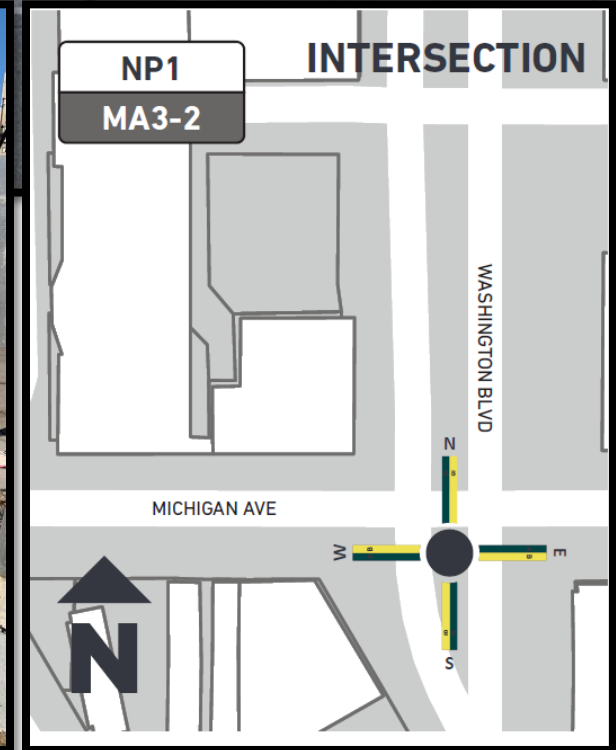 NP1
MA3-2
INTERSECTION
WASHINGTON BLVD
MICHIGAN AVE
N
B
W
B
B
E
B
S
N